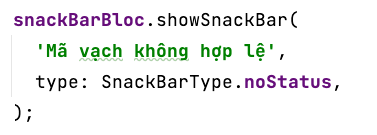 snackBarBloc.showSnackBar(
  'Mã vạch không hợp lệ',
  type: SnackBarType.noStatus,
);